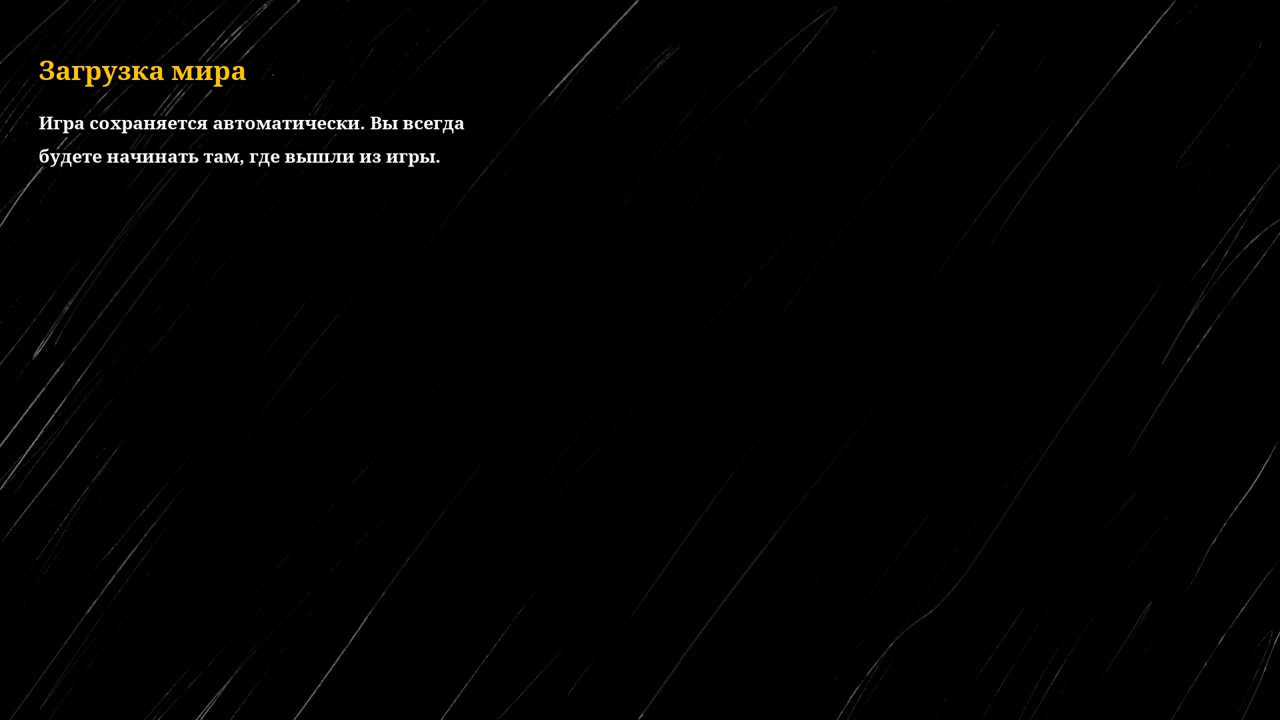 Загрузка мира
Игра сохраняется автоматически. Вы всегда
будете начинать там, где вышли из игры.